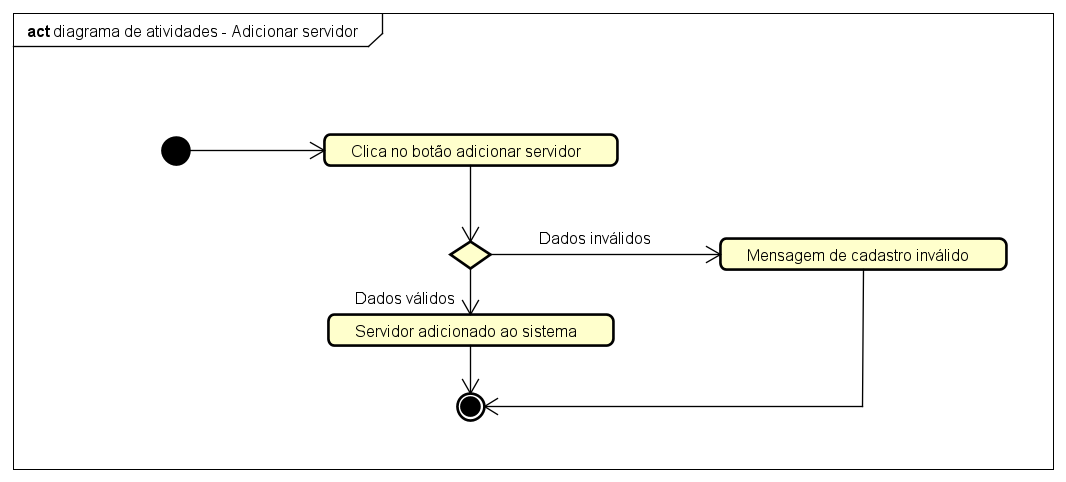 act diagrama de atividades - Adicionar servidor
Clica no botão adicionar servidor
Dados inválidos
Mensagem de cadastro inválido
Dados válidos
Servidor adicionado ao sistema